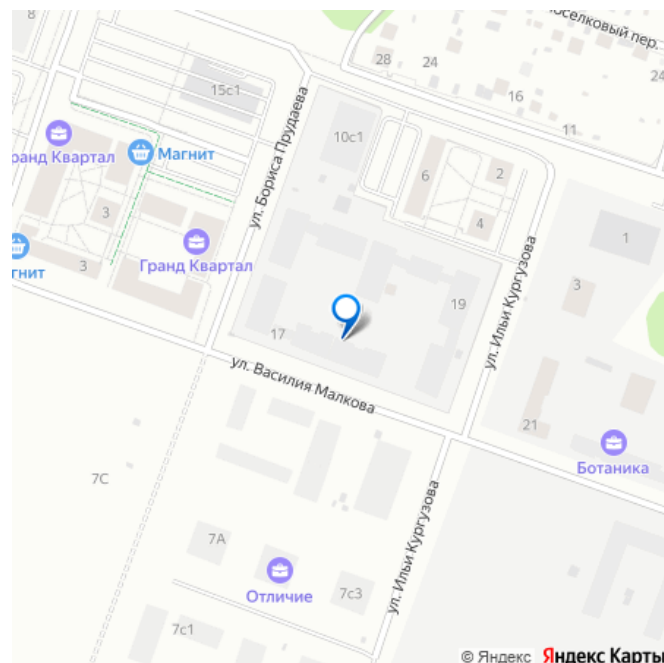 8
оселковый пер.
28
24
24
15с1
16
11
10с1
Гранд Квартал
Магнит
ул. Бориса Прудаева
6
2
3
4
1
гнит
3
Гранд Квартал
3
19
ул. Ильи Кургузова
17
ул. Василия Малкова
21
Ботаника
7С
7А
ул. Ильи Кургузова
Отличие
7с3
7с1
© Яндекс Яндекс Карты